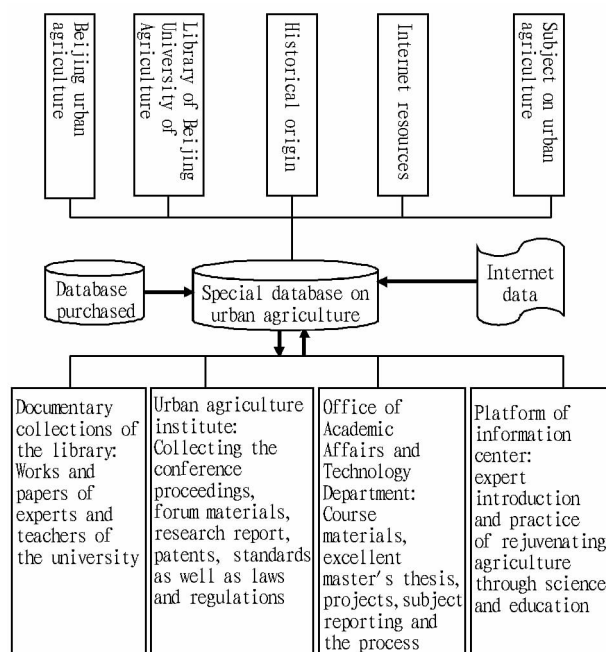 Beijing urban
agriculture
Library of Beijing
University of
Agriculture
Historical origin
Internet resources
Subject on urban
agriculture
Database
purchased
Special database on
urban agriculture
Internet
data
Documentary
collections of
the library:
Works and
papers of
experts and
teachers of
the university
Urban agriculture
institute:
Collecting the
conference
proceedings,
forum materials,
research report,
patents, standards
as well as laws
and regulations
Office of
Academic
Affairs and
Technology
Department:
Course
materials,
excellent
master's thesis,
projects, subject
reporting and
the process
Platform of
information
center:
expert
introduction
and practice
of rejuvenating
agriculture
through science
and education